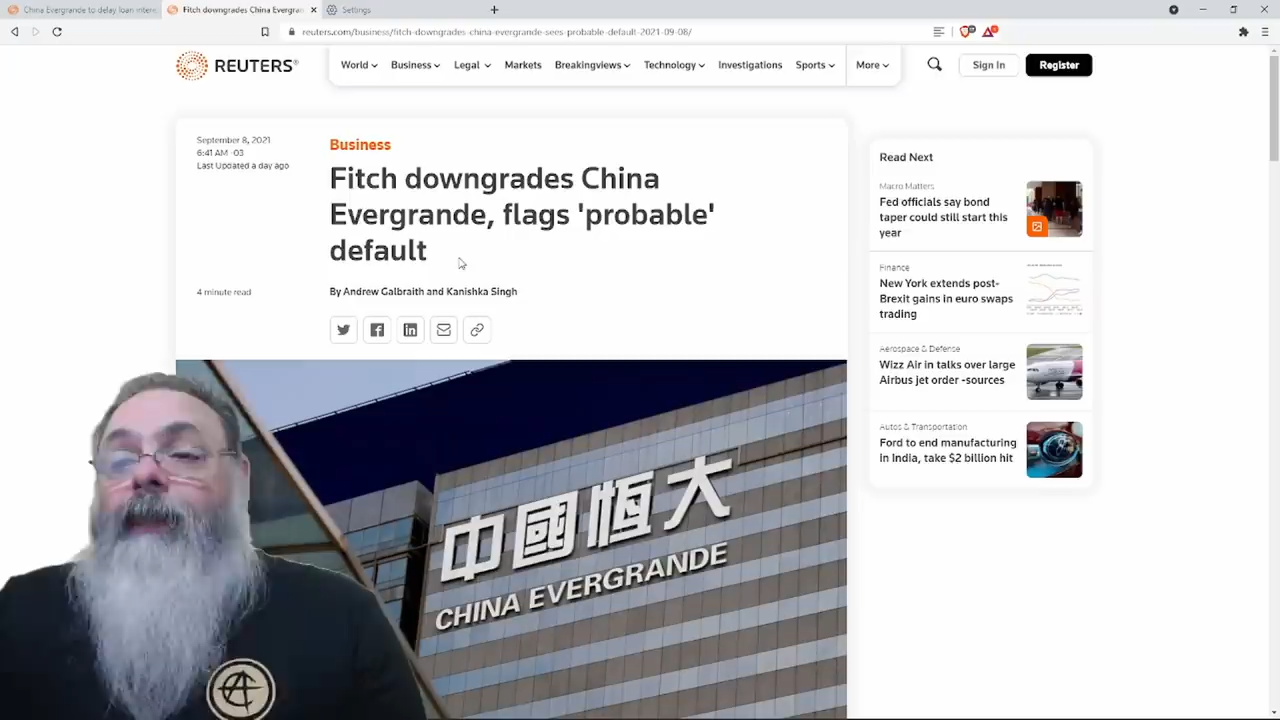 China Evergrande to delay loan intere
Fitch downgrades China Evergran
Settings
reuters.com/business/fitch-downgrades-china-evergrande-sees-probable-default-2021-09-08/
REUTERS
World
Business
Legal
Markets
Breakingviews
Technology
Investigations
Sports
More
Sign In
Register
September 8, 2021
6:41 AM -03
Last Updated a day ago
Business
Fitch downgrades China
Evergrande, flags 'probable'
default
4 minute read
By Andrew Galbraith and Kanishka Singh
中國恆大
CHINA EVERGRANDE
Read Next
Macro Matters
Fed officials say bond
taper could still start this
year
Finance
New York extends post-
Brexit gains in euro swaps
trading
Aerospace & Defense
Wizz Air in talks over large
Airbus jet order -sources
Autos & Transportation
Ford to end manufacturing
in India, take $2 billion hit